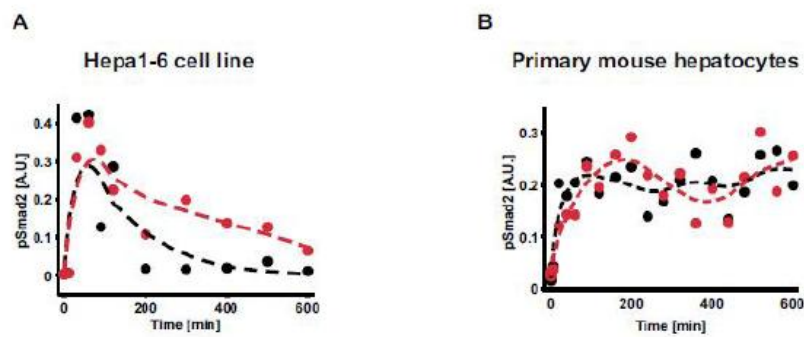 A
B
Hepa1-6 cell line
Primary mouse hepatocytes
pSmad2 [A.U.]
0.4
0.3
0.2
0.1
0
0
200
400
600
Time [min]
pSmad2 [A.U.]
0.3
0.2
0.1
0
0
200
400
600
Time [min]